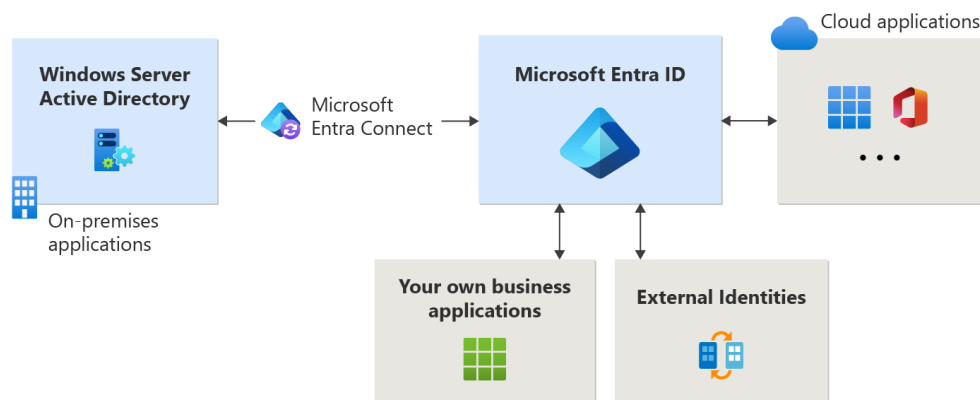 Windows Server
Active Directory
On-premises
applications
Microsoft
Entra Connect
Microsoft Entra ID
Cloud applications
Your own business
applications
External Identities